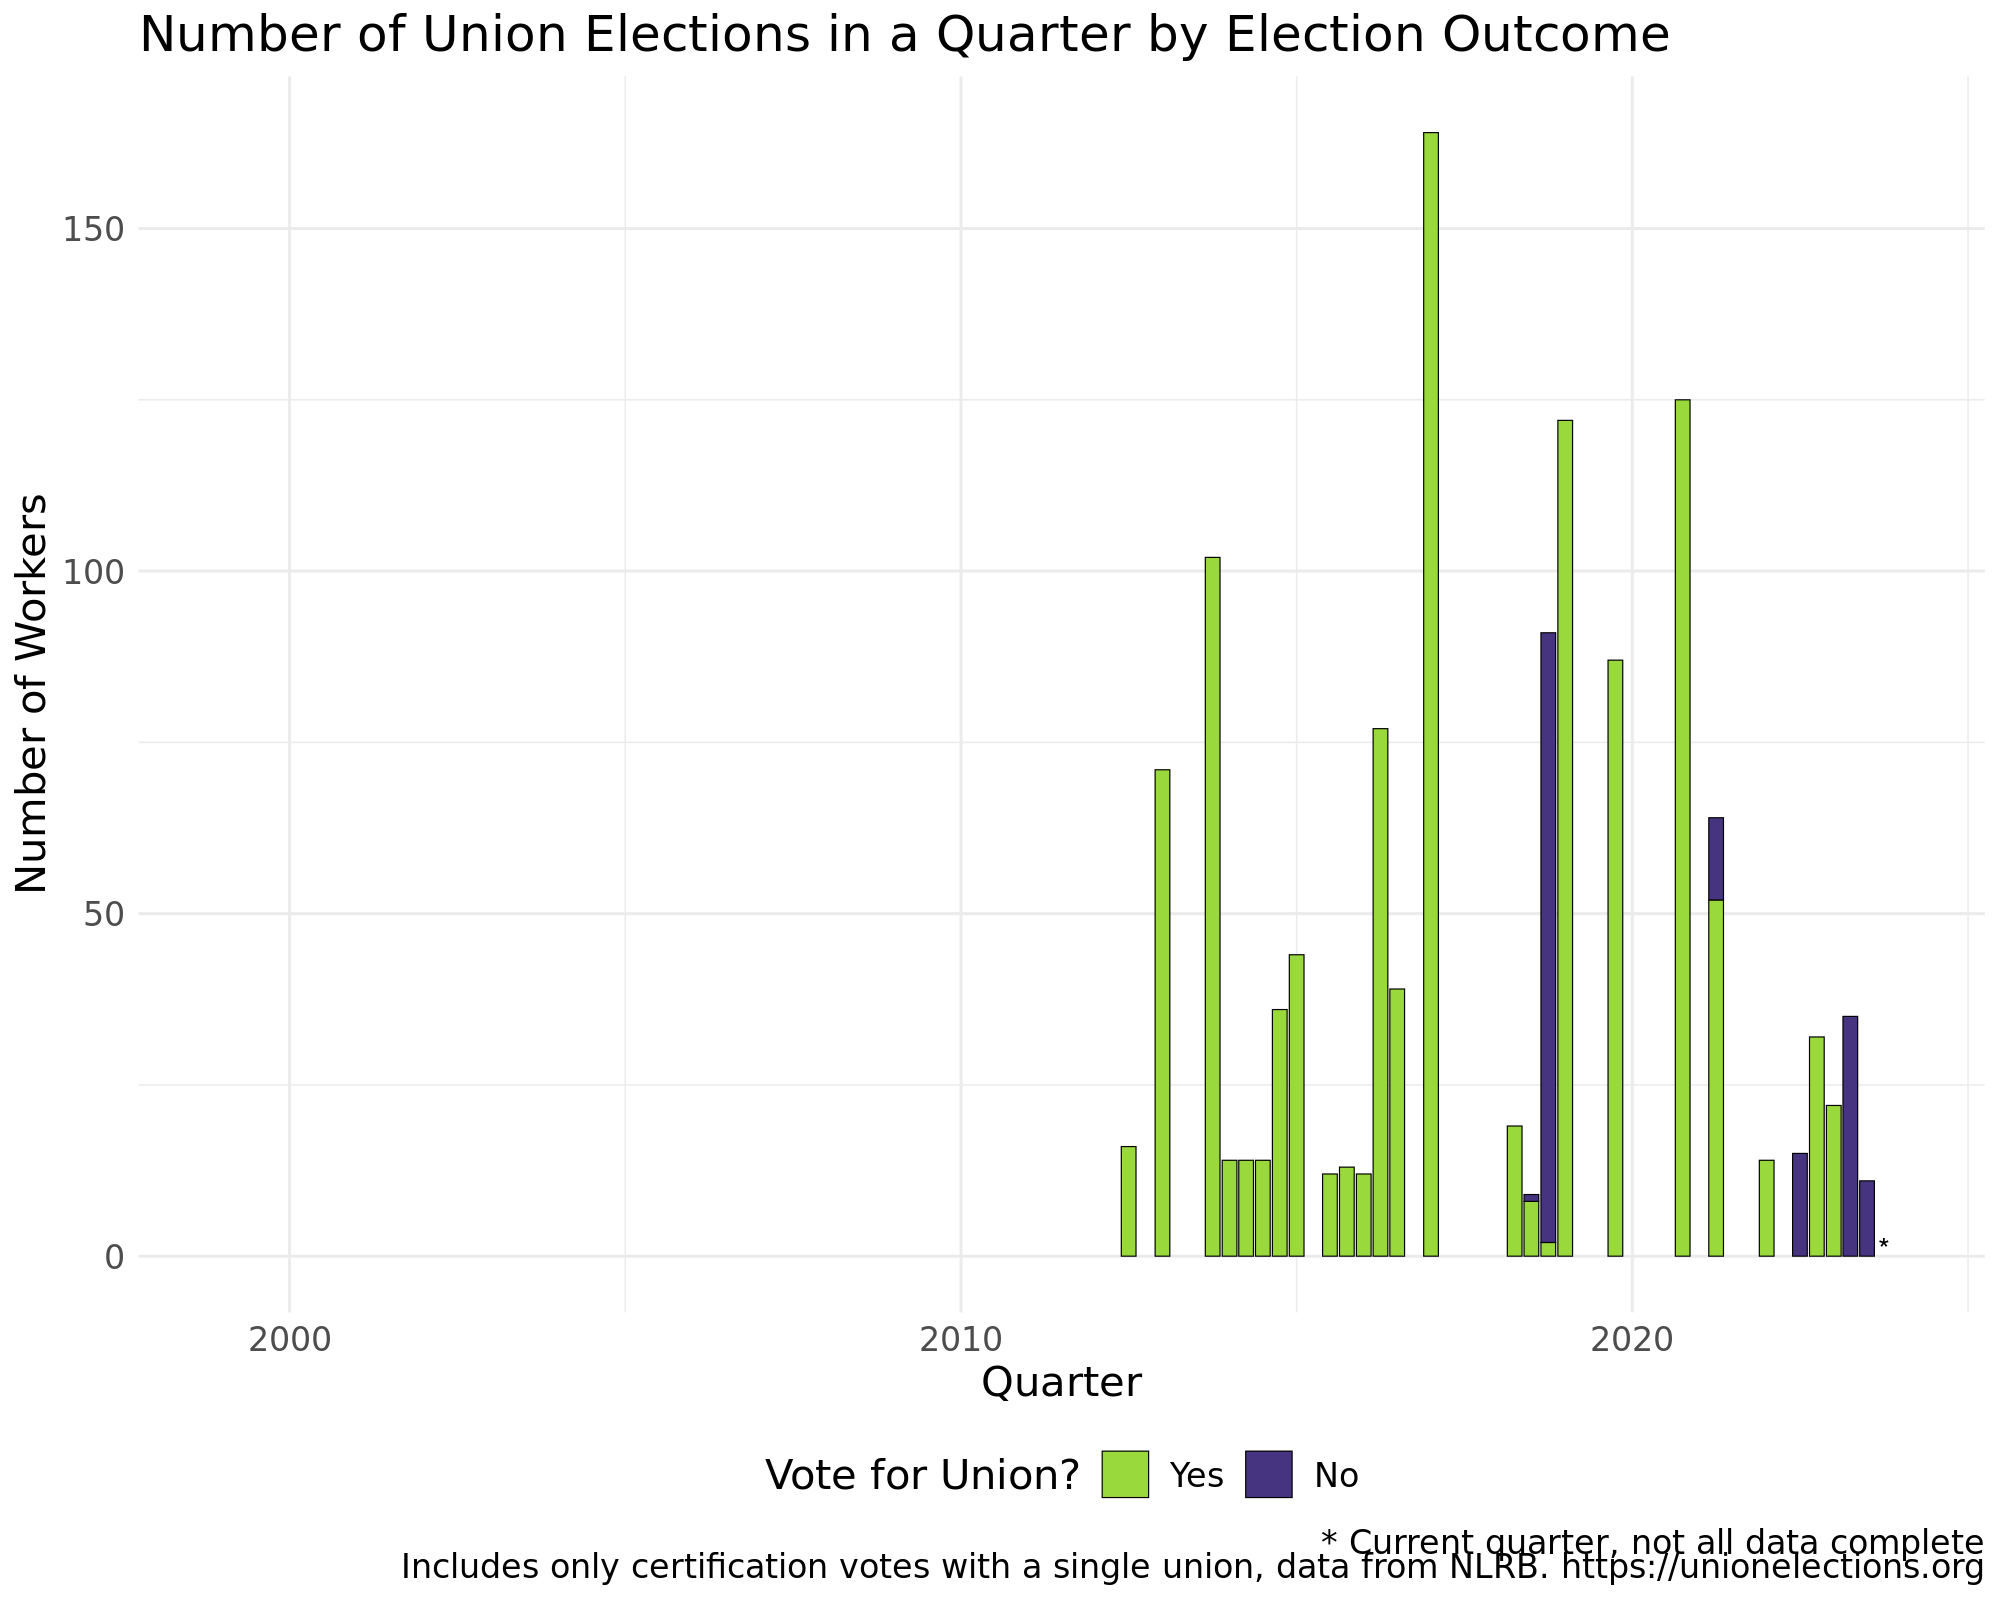 Number of Union Elections in a Quarter by Election Outcome
Number of Workers
150
100
50
0
*
2000
2010
2020
Quarter
Vote for Union? Yes No
* Current quarter, not all data complete
Includes only certification votes with a single union, data from NLRB. https://unionelections.org